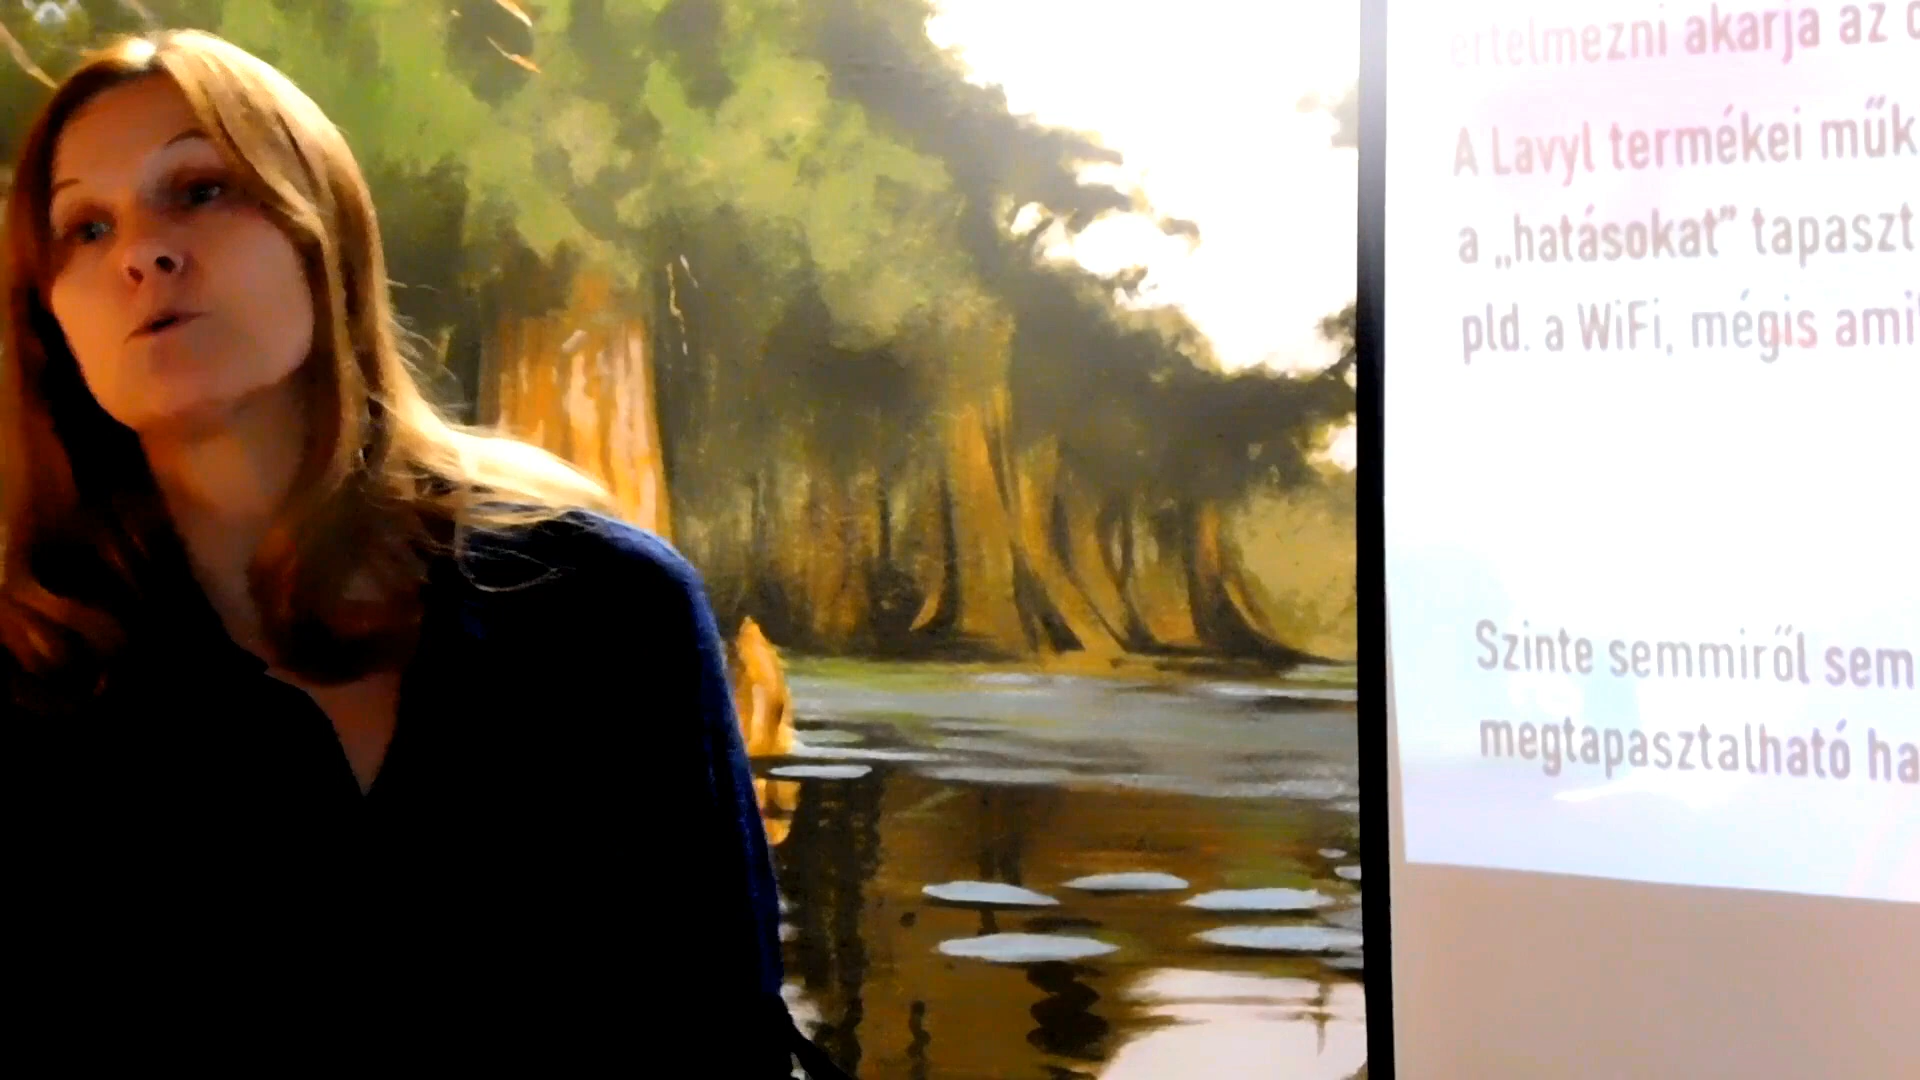 értelmezni akarja az
A Lavyl termékei műk
a „hatásokat” tapaszt
pld. a WiFi, mégis ami
Szinte semmiről sem
megtapasztalható ha